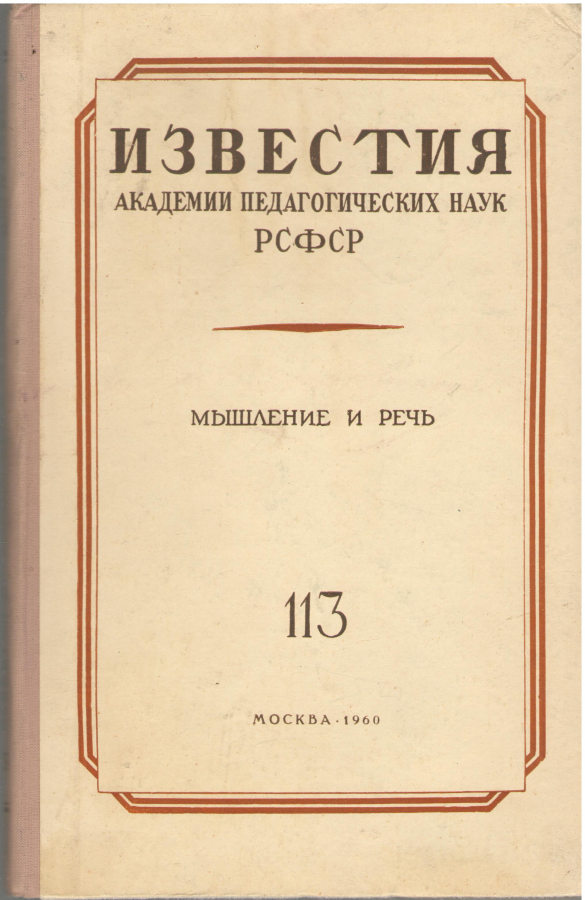 ИЗВЕСТИЯ
АКАДЕМИИ ПЕДАГОГИЧЕСКИХ НАУК
РСФСР
МЫШЛЕНИЕ И РЕЧЬ
113
МОСКВА · 1960